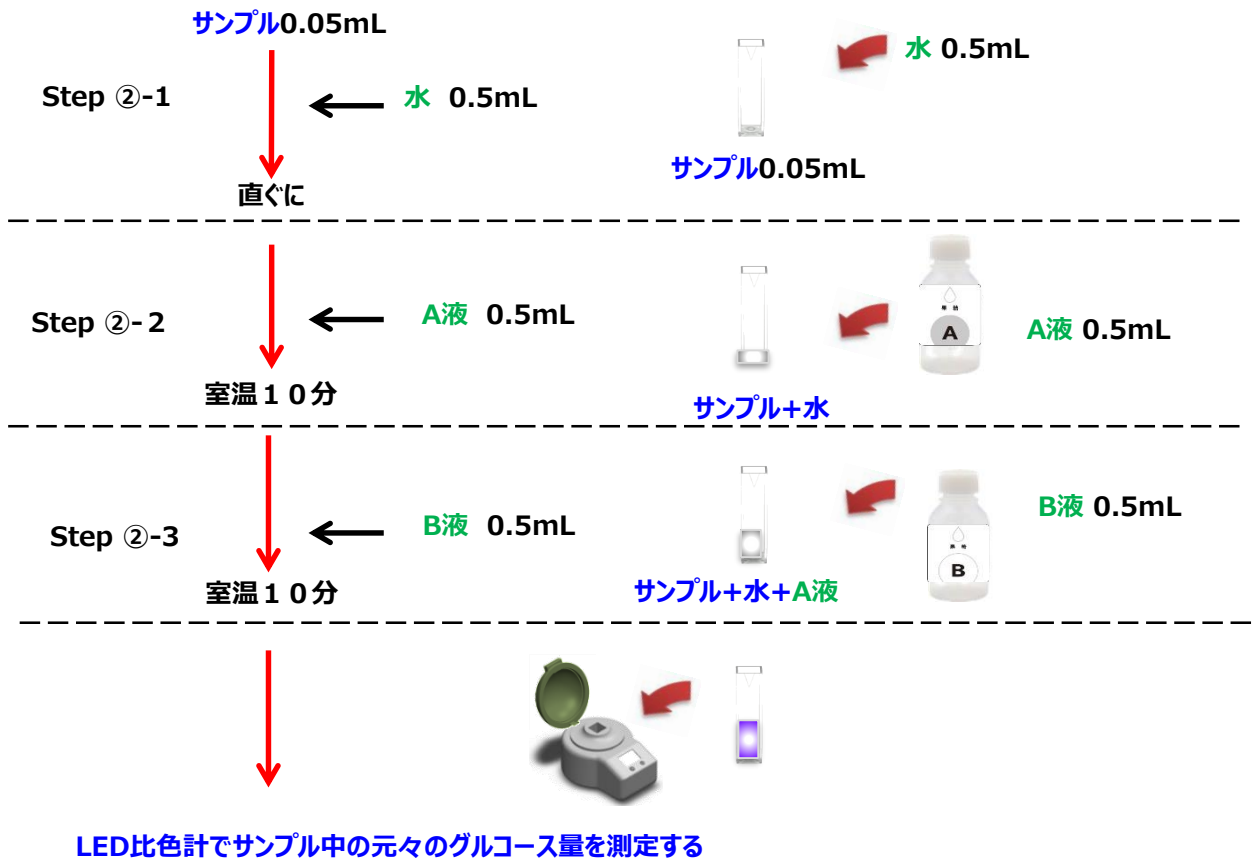 サンプル0.05mL
Step ②-1
水 0.5mL
水 0.5mL
サンプル0.05mL
直ぐに
Step ②-２
A液 0.5mL
A
A液 0.5mL
室温１０分
サンプル+水
Step ②-3
B液 0.5mL
B
B液 0.5mL
室温１０分
サンプル+水+A液
LED比色計でサンプル中の元々のグルコース量を測定する